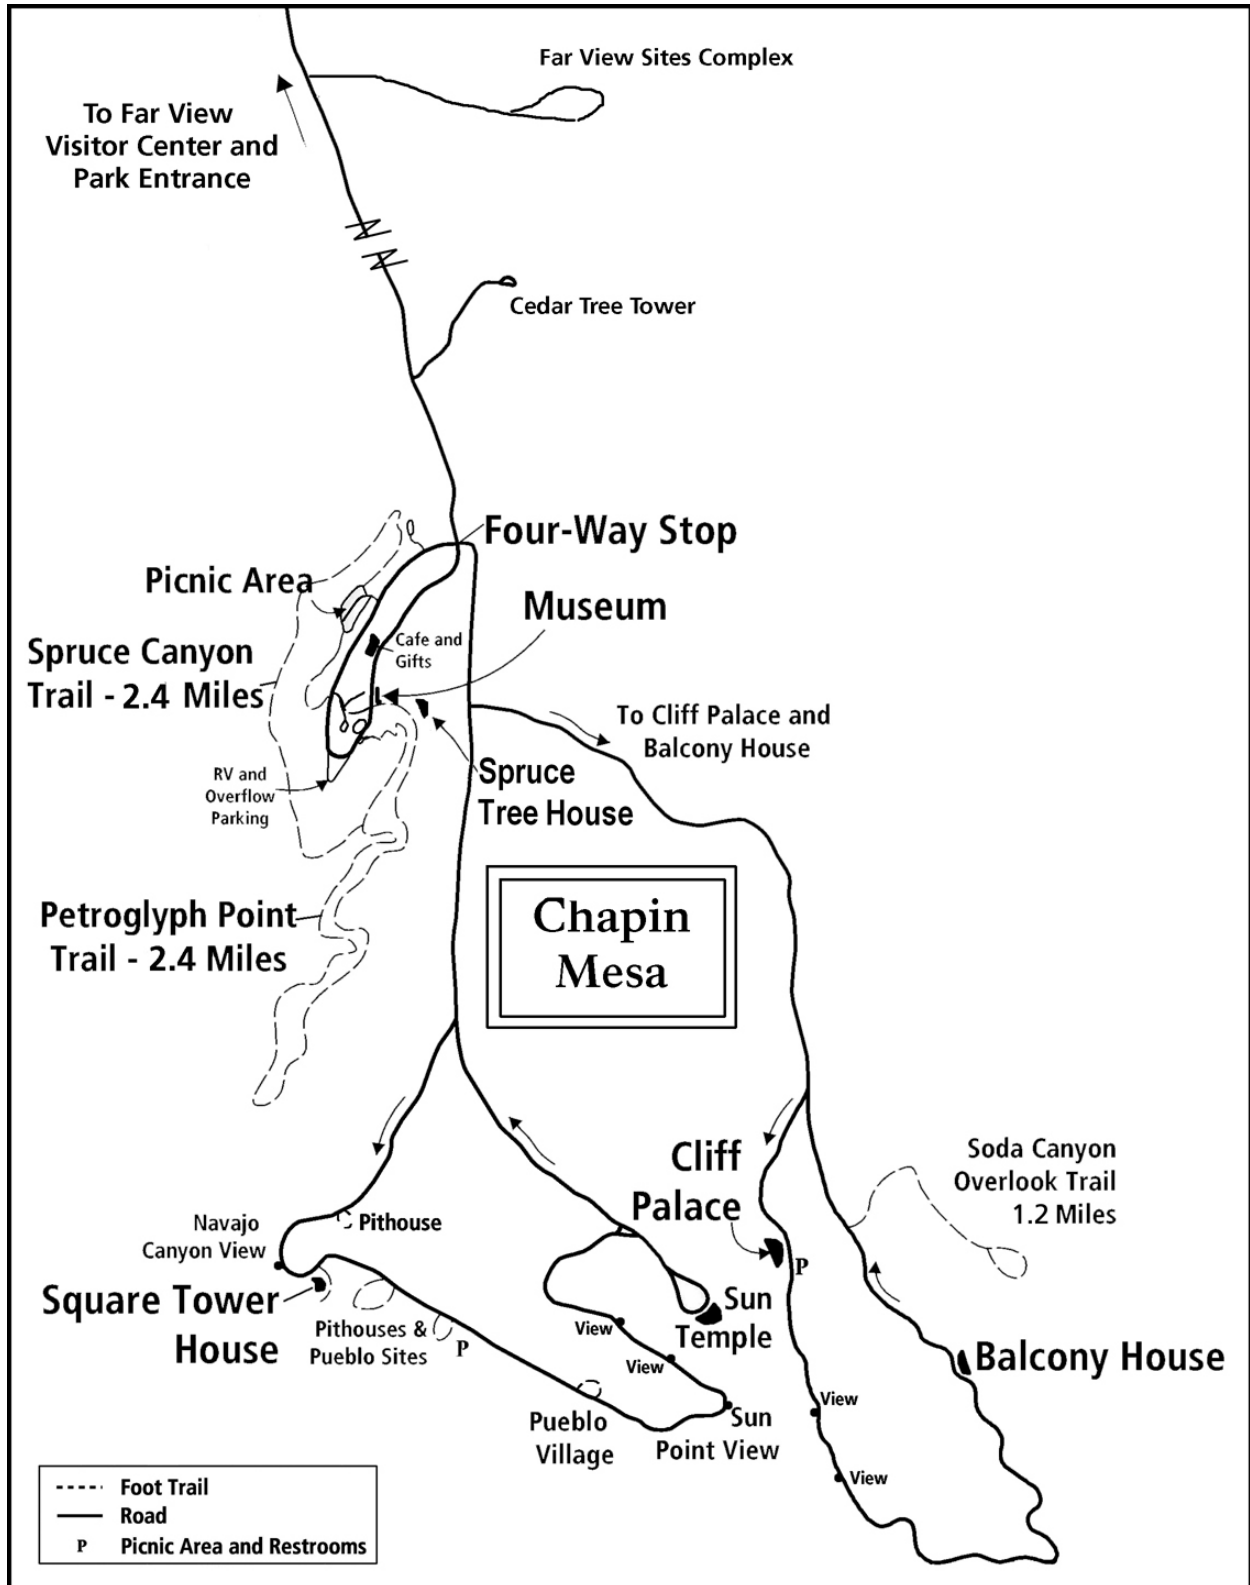 Far View Sites Complex
To Far View
Visitor Center and
Park Entrance
Cedar Tree Tower
Four-Way Stop
Picnic Area
Museum
Cafe and
Gifts
Spruce Canyon
Trail - 2.4 Miles
To Cliff Palace and
Balcony House
RV and
Overflow
Parking
Spruce
Tree House
Chapin
Mesa
Petroglyph Point
Trail - 2.4 Miles
Cliff
Palace
Soda Canyon
Overlook Trail
1.2 Miles
Navajo
Canyon View
Pithouse
P
Square Tower
House
Sun
Temple
Pithouses &
Pueblo Sites
P
View
View
Balcony House
View
Sun
Point View
Pueblo
Village
View
Foot Trail
Road
P Picnic Area and Restrooms